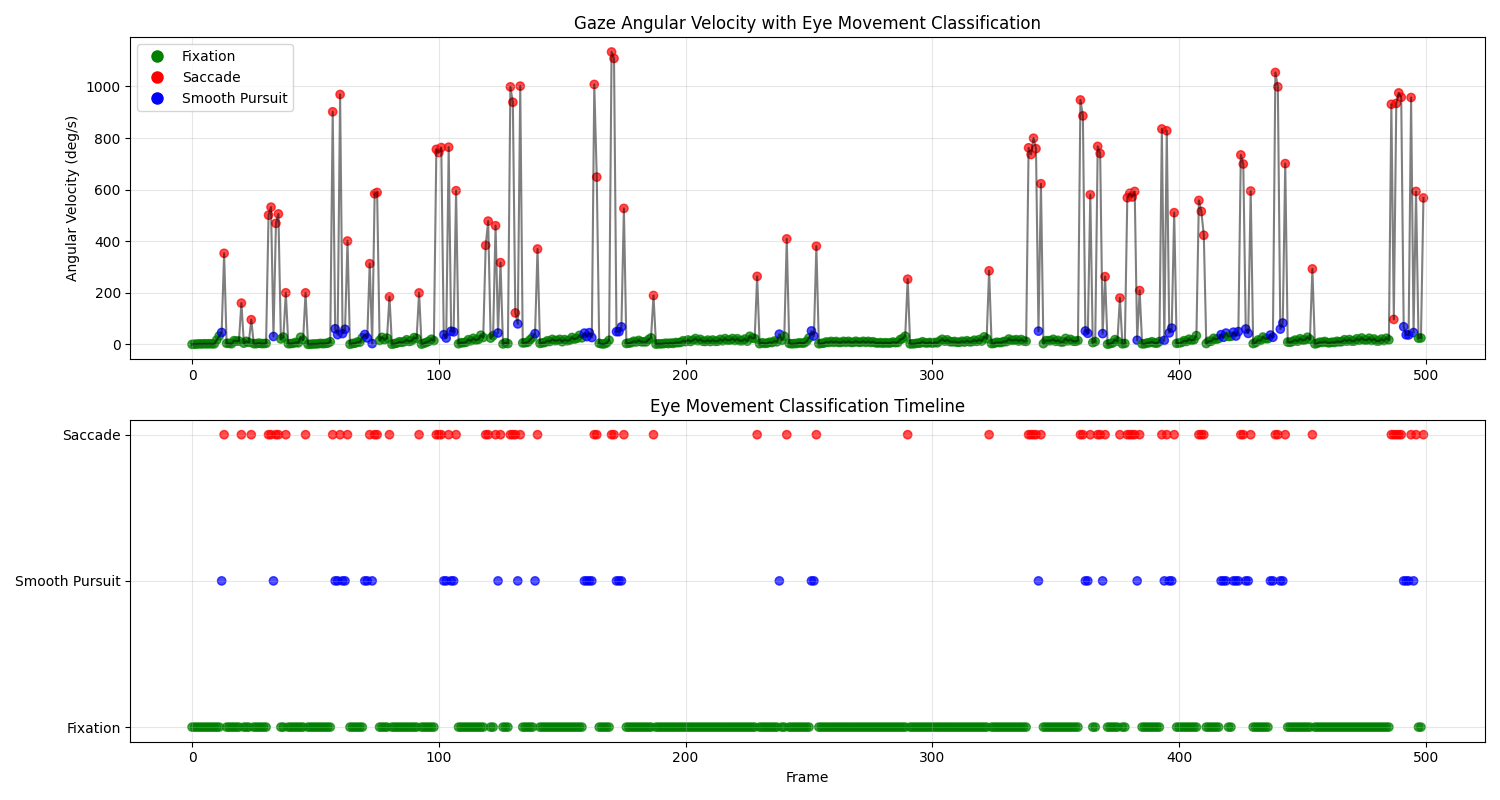 Gaze Angular Velocity with Eye Movement Classification
Fixation
Saccade
Smooth Pursuit
Angular Velocity (deg/s)
1000
800
600
400
200
0
0 100 200 300 400 500
Eye Movement Classification Timeline
Saccade
Smooth Pursuit
Fixation
0 100 200 300 400 500
Frame